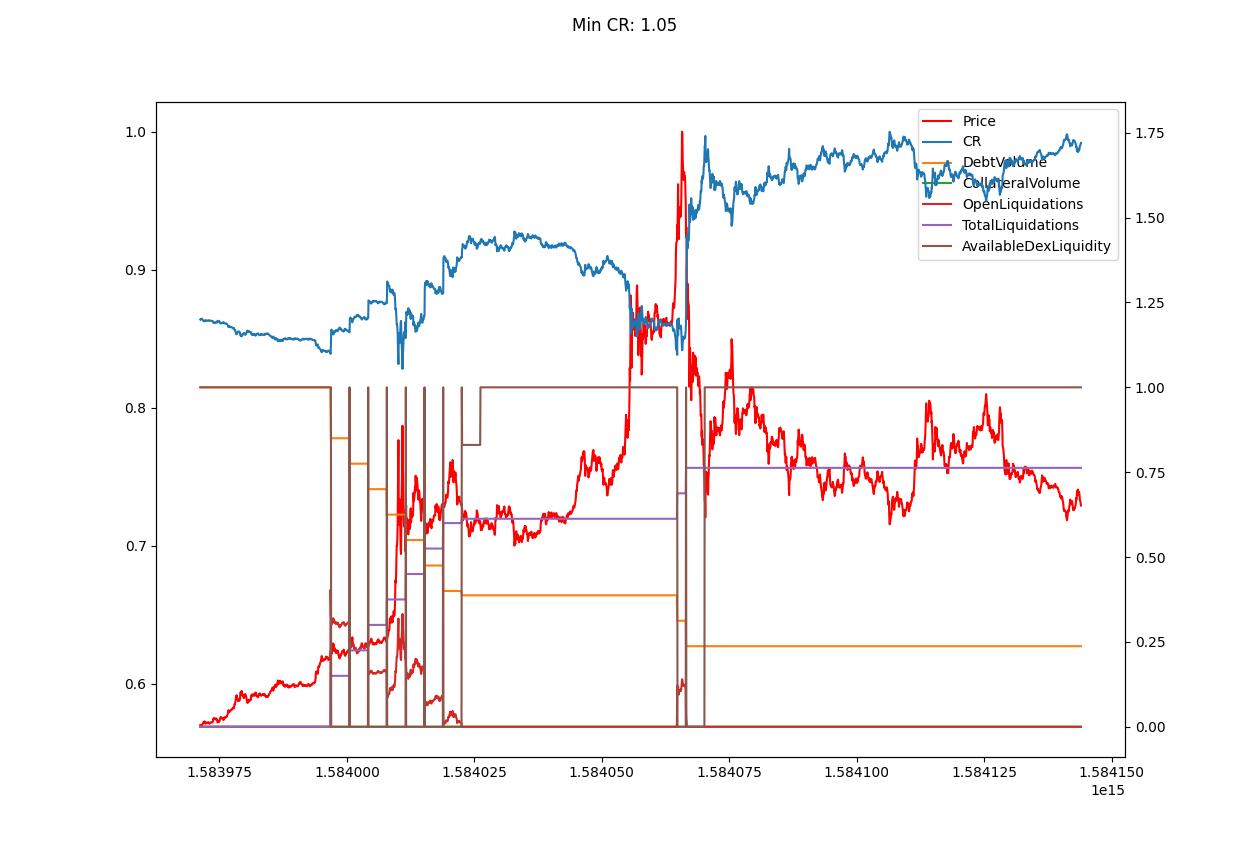 Min CR: 1.05
1.0
0.9
0.8
0.7
0.6
Price
CR
DebtVolume
CollateralVolume
OpenLiquidations
TotalLiquidations
AvailableDexLiquidity
1.75
1.50
1.25
1.00
0.75
0.50
0.25
0.00
1.583975 1.584000 1.584025 1.584050 1.584075 1.584100 1.584125 1.584150
1e15